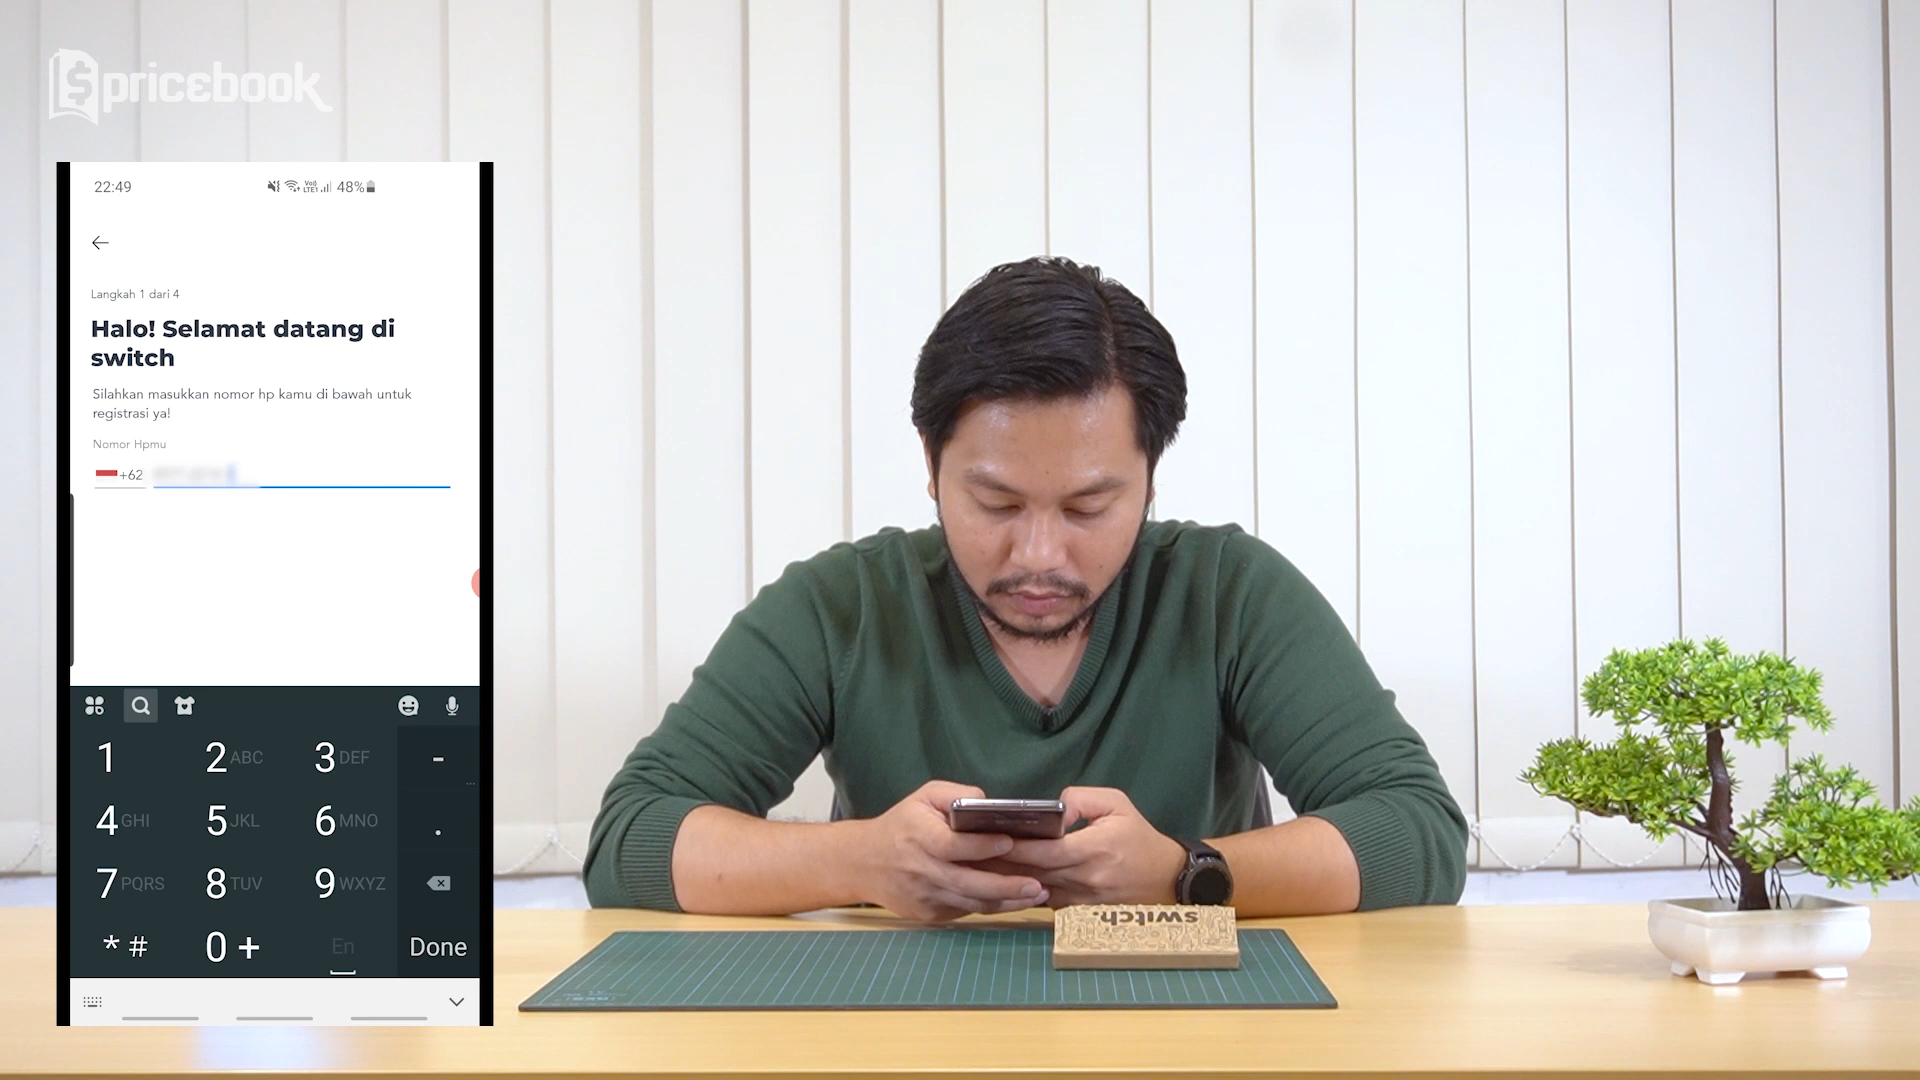 pricebook
22:49
48%
Langkah 1 dari 4
Halo! Selamat datang di
switch
Silahkan masukkan nomor hp kamu di bawah untuk
registrasi ya!
Nomor Hpmu
+62
1 2 ABC 3 DEF -
4 GHI 5 JKL 6 MNO .
7 PQRS 8 TUV 9 WXYZ
* # 0 + En Done
switch.